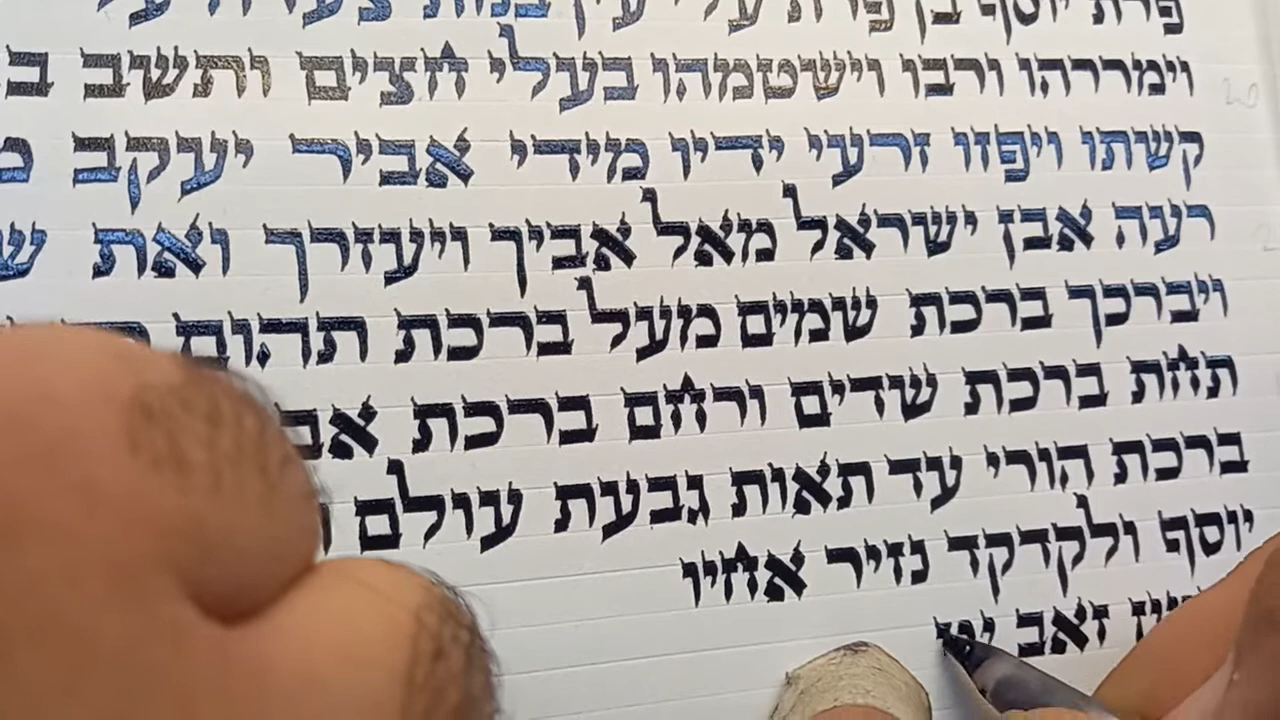 פרת יוסף בן פרת עלי עין בנות צעדה על
וימררהו ורבו וישטמהו בעלי חצים ותשב
קשתו ויפזו זרעי ידיו מידי אביר יעקב
רעה אבן ישראל מאל אביך ויעזרך ואת
ויברכך ברכת שמים מעל ברכת תהום
תחת ברכת שדים ורחם ברכת
ברכת הורי עד תאות גבעת עולם
יוסף ולקדקד נזיר אחיו
זאב